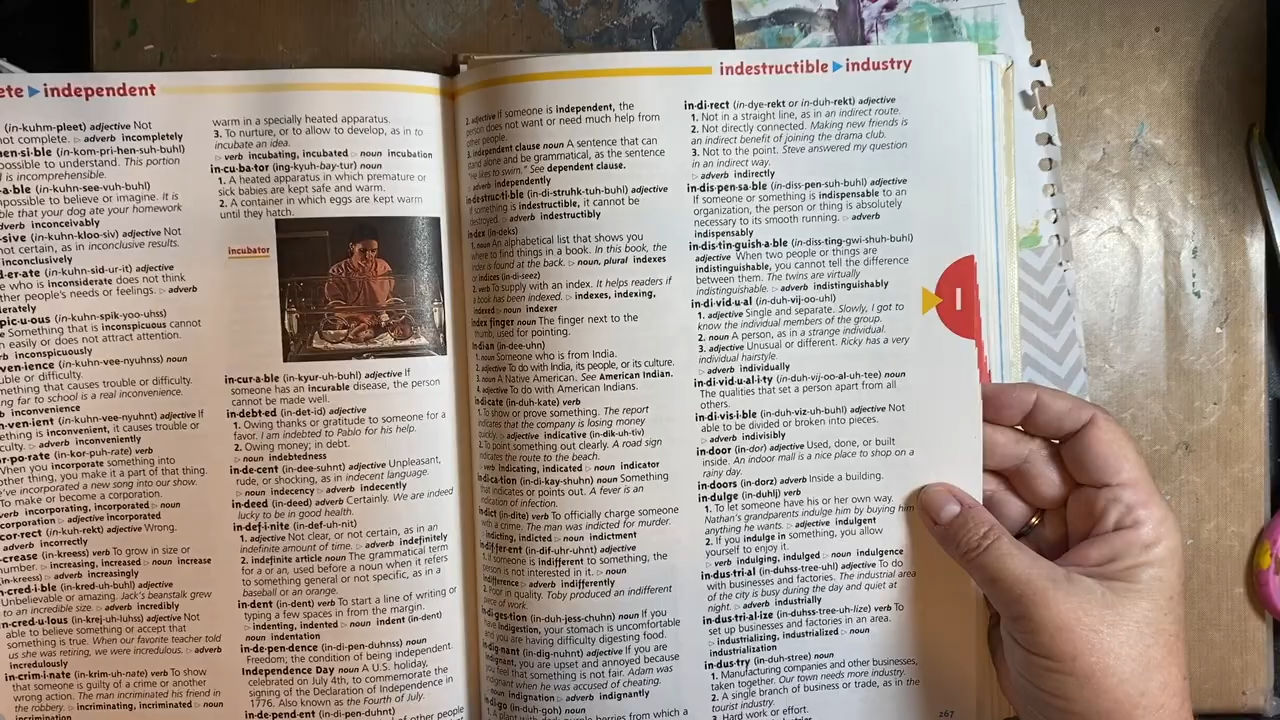 ete ▶ independent
(in-kuhm-pleet) adjective Not
not complete. ▷ adverb incompletely
hen·si·ble (in-kom-pri-hen-suh-buhl)
possible to understand. This portion
l is incomprehensible.
a·ble (in-kuhn-see-vuh-buhl)
possible to believe or imagine. It is
ble that your dog ate your homework
adverb inconceivably
sive (in-kuhn-kloo-siv) adjective Not
not certain, as in inconclusive results.
inconclusively
d·er·ate (in-kuhn-sid-ur-it) adjective
e who is inconsiderate does not think
ther people's needs or feelings. ▷ adverb
derately
pic·u·ous (in-kuhn-spik-yoo-uhss)
e Something that is inconspicuous cannot
n easily or does not attract attention.
rb inconspicuously
ven·ience (in-kuhn-vee-nyuhnss) noun
uble or difficulty.
mething that causes trouble or difficulty.
ng far to school is a real inconvenience.
b inconvenience
n·ven·ient (in-kuhn-vee-nyuhnt) adjective If
ething is inconvenient, it causes trouble or
culty. ▷ adverb inconveniently
or·po·rate (in-kor-puh-rate) verb
When you incorporate something into
other thing, you make it a part of that thing.
've incorporated a new song into our show.
To make or become a corporation.
verb incorporating, incorporated ▷ noun
corporation ▷ adjective incorporated
cor·rect (in-kuh-rekt) adjective Wrong.
adverb incorrectly
crease (in-kreess) verb To grow in size or
number. ▷ increasing, increased ▷ noun increase
(in-kreess) ▷ adverb increasingly
cred·i·ble (in-kred-uh-buhl) adjective
Unbelievable or amazing. Jack's beanstalk grew
to an incredible size. ▷ adverb incredibly
n·cred·u·lous (in-krej-uh-luhss) adjective Not
able to believe something or accept that
something is true. When our favorite teacher told
us she was retiring, we were incredulous. ▷ adverb
incredulously
in·crim·i·nate (in-krim-uh-nate) verb To show
that someone is guilty of a crime or another
wrong action. The man incriminated his friend in
the robbery. ▷ incriminating, incriminated ▷ noun
incrimination
warm in a specially heated apparatus.
3. To nurture, or to allow to develop, as in to
incubate an idea.
▷ verb incubating, incubated ▷ noun incubation
in·cu·ba·tor (ing-kyuh-bay-tur) noun
1. A heated apparatus in which premature or
sick babies are kept safe and warm.
2. A container in which eggs are kept warm
until they hatch.
incubator
in·cur·a·ble (in-kyur-uh-buhl) adjective If
someone has an incurable disease, the person
cannot be made well.
in·debt·ed (in-det-id) adjective
1. Owing thanks or gratitude to someone for a
favor. I am indebted to Pablo for his help.
2. Owing money; in debt.
▷ noun indebtedness
in·de·cent (in-dee-suhnt) adjective Unpleasant,
rude, or shocking, as in indecent language.
▷ noun indecency ▷ adverb indecently
in·deed (in-deed) adverb Certainly. We are indeed
lucky to be in good health.
in·def·i·nite (in-def-uh-nit)
1. adjective Not clear, or not certain, as in an
indefinite amount of time. ▷ adverb indefinitely
2. indefinite article noun The grammatical term
for a or an, used before a noun when it refers
to something general or not specific, as in a
baseball or an orange.
in·dent (in-dent) verb To start a line of writing or
typing a few spaces in from the margin.
▷ indenting, indented ▷ noun indent (in-dent)
noun indentation
in·de·pen·dence (in-di-pen-duhnss) noun
Freedom; the condition of being independent.
Independence Day noun A U.S. holiday,
celebrated on July 4th, to commemorate the
signing of the Declaration of Independence in
1776. Also known as the Fourth of July.
in·de·pend·ent (in-di-pen-duhnt)
of other people
indestructible ▶ industry
2. adjective If someone is independent, the
person does not want or need much help from
other people.
3. independent clause noun A sentence that can
stand alone and be grammatical, as the sentence
"He likes to swim." See dependent clause.
▷ adverb independently
in·de·struct·i·ble (in-di-struhk-tuh-buhl) adjective
If something is indestructible, it cannot be
destroyed. ▷ adverb indestructibly
index (in-deks)
1. noun An alphabetical list that shows you
where to find things in a book. In this book, the
index is found at the back. ▷ noun, plural indexes
or indices (in-di-seez)
2. verb To supply with an index. It helps readers if
a book has been indexed. ▷ indexes, indexing,
indexed ▷ noun indexer
index finger noun The finger next to the
thumb, used for pointing.
Indian (in-dee-uhn)
1. noun Someone who is from India.
2. adjective To do with India, its people, or its culture.
3. noun A Native American. See American Indian.
4. adjective To do with American Indians.
indicate (in-duh-kate) verb
1. To show or prove something. The report
indicates that the company is losing money
quickly. ▷ adjective indicative (in-dik-uh-tiv)
2. To point something out clearly. A road sign
indicates the route to the beach.
▷ verb indicating, indicated ▷ noun indicator
in·di·ca·tion (in-di-kay-shuhn) noun Something
that indicates or points out. A fever is an
indication of infection.
indict (in-dite) verb To officially charge someone
with a crime. The man was indicted for murder.
▷ indicting, indicted ▷ noun indictment
in·dif·fer·ent (in-dif-uhr-uhnt) adjective
1. If someone is indifferent to something, the
person is not interested in it. ▷ noun
indifference ▷ adverb indifferently
2. Poor in quality. Toby produced an indifferent
piece of work.
in·di·ges·tion (in-duh-jess-chuhn) noun If you
have indigestion, your stomach is uncomfortable
and you are having difficulty digesting food.
in·dig·nant (in-dig-nuhnt) adjective If you are
indignant, you are upset and annoyed because
you feel that something is not fair. Adam was
indignant when he was accused of cheating.
▷ noun indignation ▷ adverb indignantly
in·di·go (in-duh-goh) noun
1. A plant with dark purple berries from which a
in·di·rect (in-dye-rekt or in-duh-rekt) adjective
1. Not in a straight line, as in an indirect route.
2. Not directly connected. Making new friends is
an indirect benefit of joining the drama club.
3. Not to the point. Steve answered my question
in an indirect way.
▷ adverb indirectly
in·dis·pen·sa·ble (in-diss-pen-suh-buhl) adjective
If someone or something is indispensable to an
organization, the person or thing is absolutely
necessary to its smooth running. ▷ adverb
indispensably
in·dis·tin·guish·a·ble (in-diss-ting-gwi-shuh-buhl)
adjective When two people or things are
indistinguishable, you cannot tell the difference
between them. The twins are virtually
indistinguishable. ▷ adverb indistinguishably
in·di·vid·u·al (in-duh-vij-oo-uhl)
1. adjective Single and separate. Slowly, I got to
know the individual members of the group.
2. noun A person, as in a strange individual.
3. adjective Unusual or different. Ricky has a very
individual hairstyle.
▷ adverb individually
in·di·vid·u·al·i·ty (in-duh-vij-oo-al-uh-tee) noun
The qualities that set a person apart from all
others.
in·di·vis·i·ble (in-duh-viz-uh-buhl) adjective Not
able to be divided or broken into pieces.
▷ adverb indivisibly
in·door (in-dor) adjective Used, done, or built
inside. An indoor mall is a nice place to shop on a
rainy day.
in·doors (in-dorz) adverb Inside a building.
in·dulge (in-duhlj) verb
1. To let someone have his or her own way.
Nathan's grandparents indulge him by buying him
anything he wants. ▷ adjective indulgent
2. If you indulge in something, you allow
yourself to enjoy it.
▷ verb indulging, indulged ▷ noun indulgence
in·dus·tri·al (in-duhss-tree-uhl) adjective To do
with businesses and factories. The industrial area
of the city is busy during the day and quiet at
night. ▷ adverb industrially
in·dus·tri·al·ize (in-duhss-tree-uh-lize) verb To
set up businesses and factories in an area.
▷ industrializing, industrialized ▷ noun
industrialization
in·dus·try (in-duh-stree) noun
1. Manufacturing companies and other businesses,
taken together. Our town needs more industry.
2. A single branch of business or trade, as in the
tourist industry.
3. Hard work or effort.
I
267